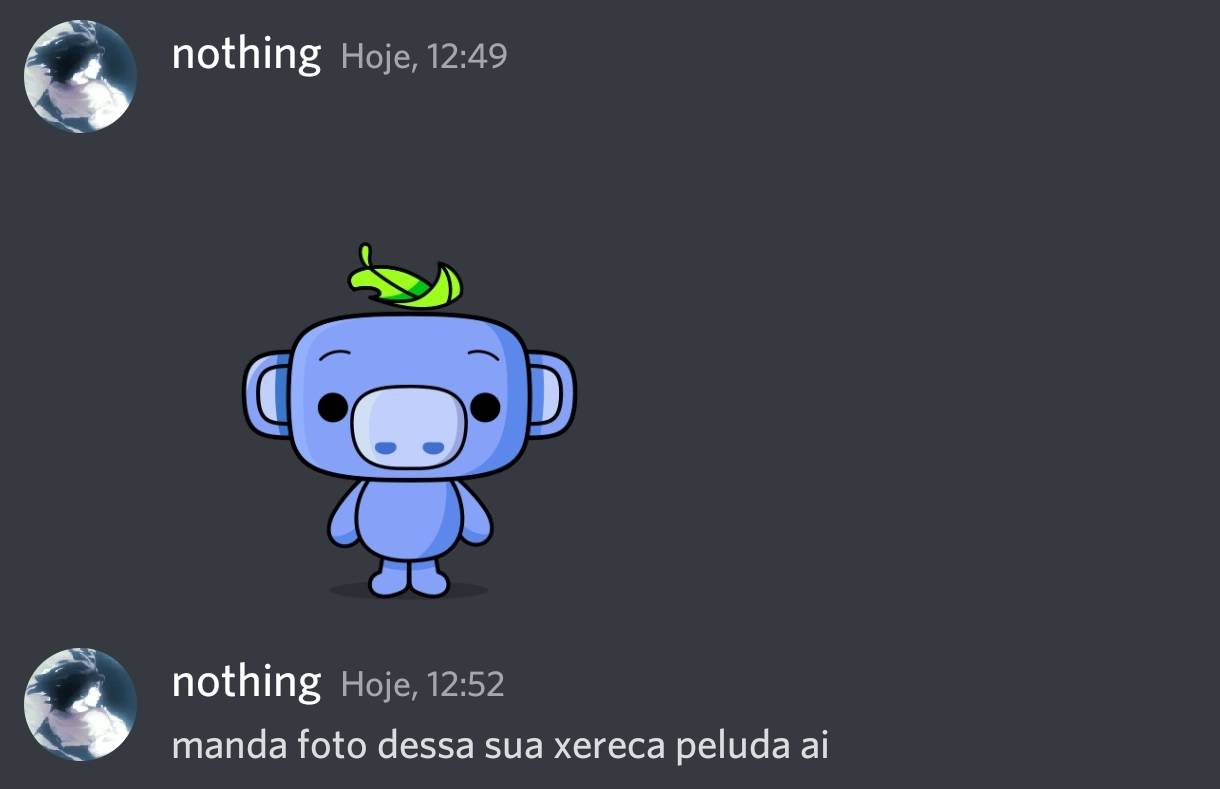 nothing Hoje, 12:49
nothing Hoje, 12:52
manda foto dessa sua xereca peluda ai